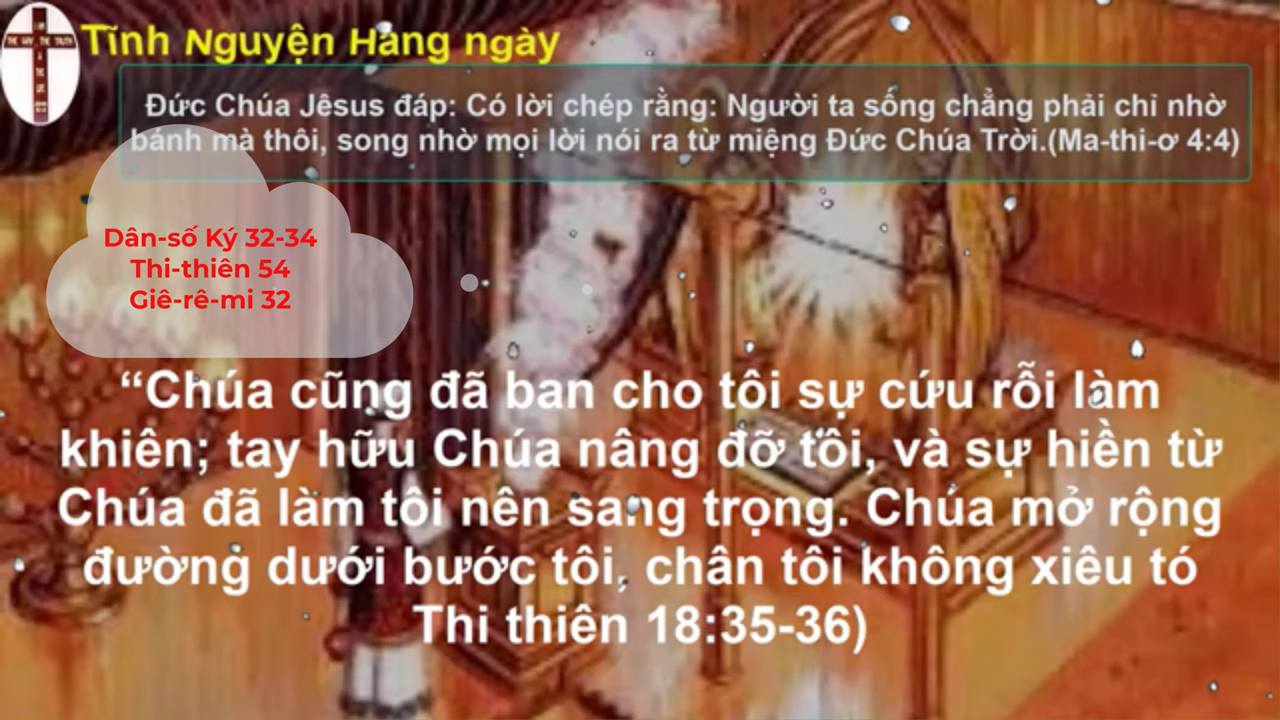 Tĩnh Nguyện Hàng ngày
Đức Chúa Jêsus đáp: Có lời chép rằng: Người ta sống chẳng phải chỉ nhờ
bánh mà thôi, song nhờ mọi lời nói ra từ miệng Đức Chúa Trời.(Ma-thi-ơ 4:4)
Dân-số Ký 32-34
Thi-thiên 54
Giê-rê-mi 32
“Chúa cũng đã ban cho tôi sự cứu rỗi làm
khiên; tay hữu Chúa nâng đỡ tôi, và sự hiền từ
Chúa đã làm tôi nên sang trọng. Chúa mở rộng
đường dưới bước tôi, chân tôi không xiêu tó
Thi thiên 18:35-36)